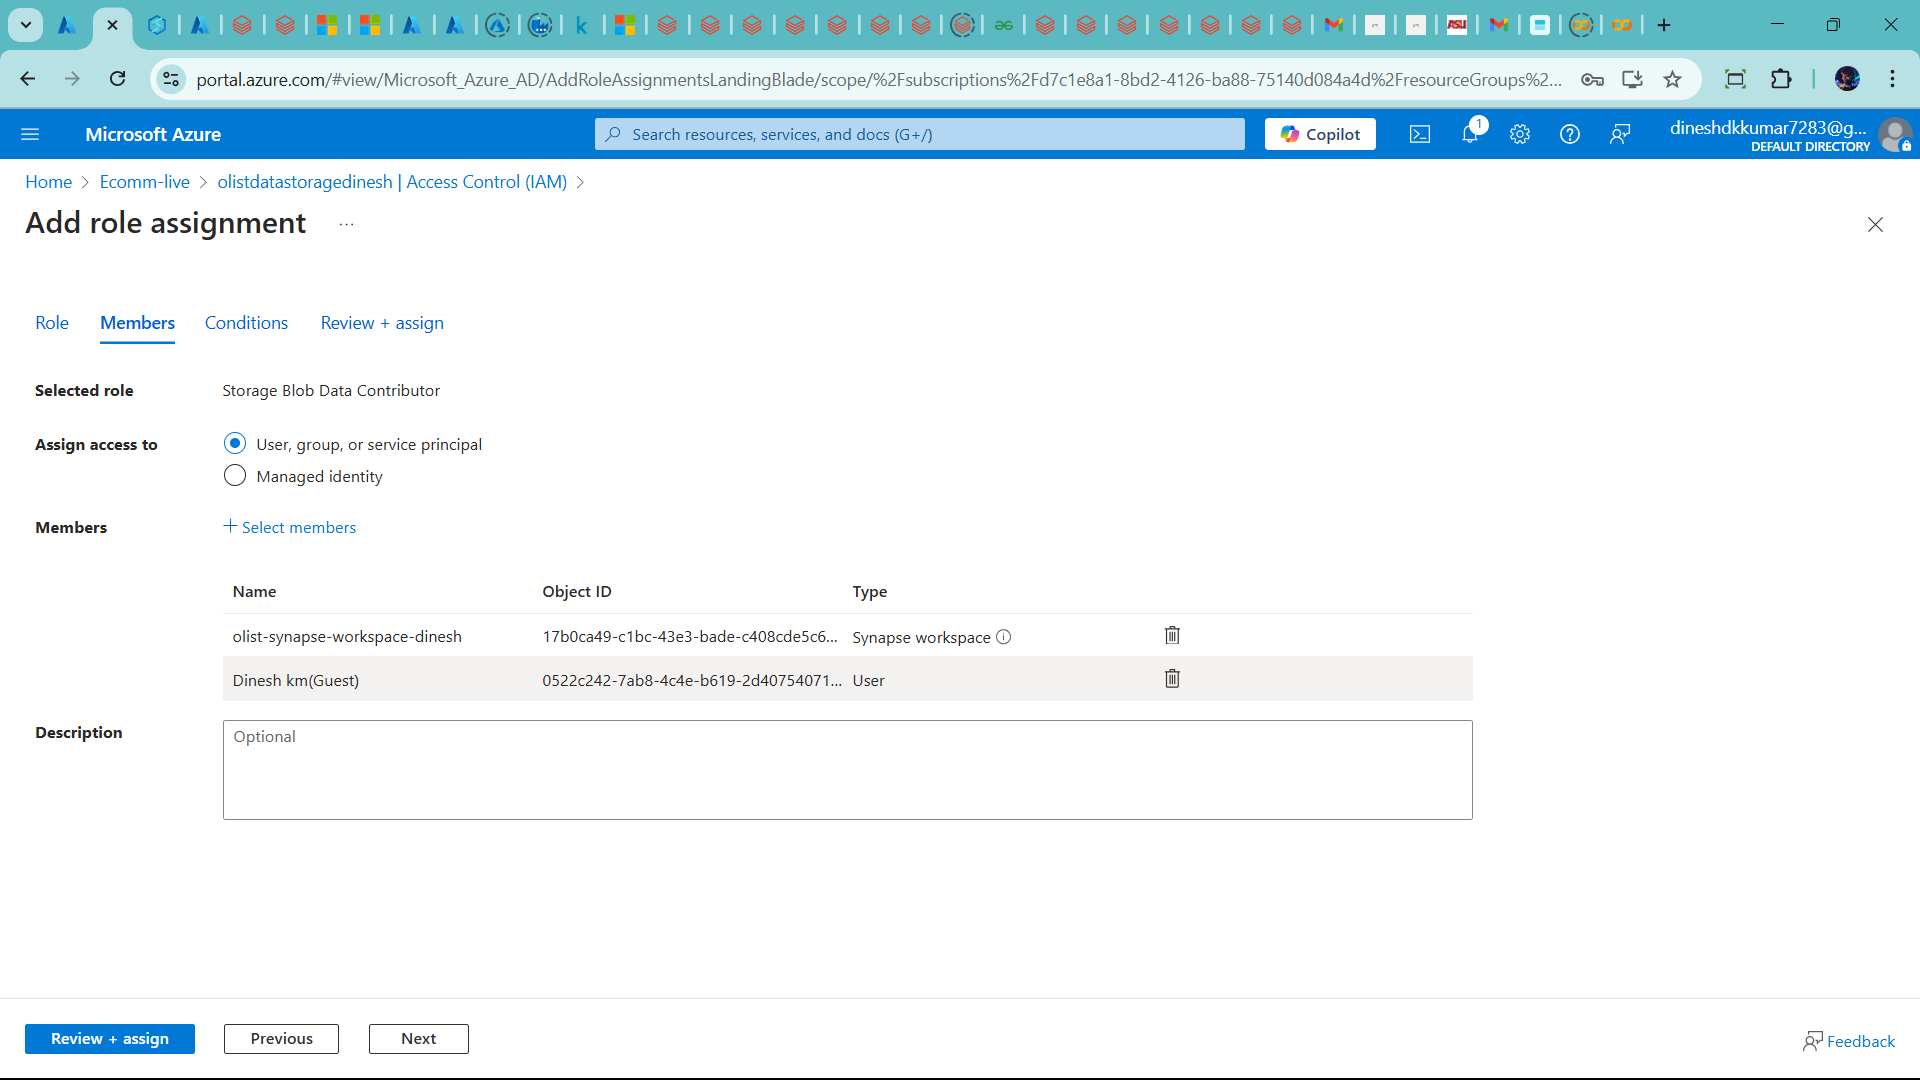 portal.azure.com/#view/Microsoft_Azure_AD/AddRoleAssignmentsLandingBlade/scope/%2Fsubscriptions%2Fd7c1e8a1-8bd2-4126-ba88-75140d084a4d%2FresourceGroups%2...
Microsoft Azure
Search resources, services, and docs (G+/)
Copilot
1
dineshdkkumar7283@g...
DEFAULT DIRECTORY
Home > Ecomm-live > olistdatastoragedinesh | Access Control (IAM) >
Add role assignment ...
Role Members Conditions Review + assign
Selected role Storage Blob Data Contributor
Assign access to User, group, or service principal
Managed identity
Members + Select members
Name Object ID Type
olist-synapse-workspace-dinesh 17b0ca49-c1bc-43e3-bade-c408cde5c6... Synapse workspace
Dinesh km(Guest) 0522c242-7ab8-4c4e-b619-2d40754071... User
Description Optional
Review + assign Previous Next
Feedback